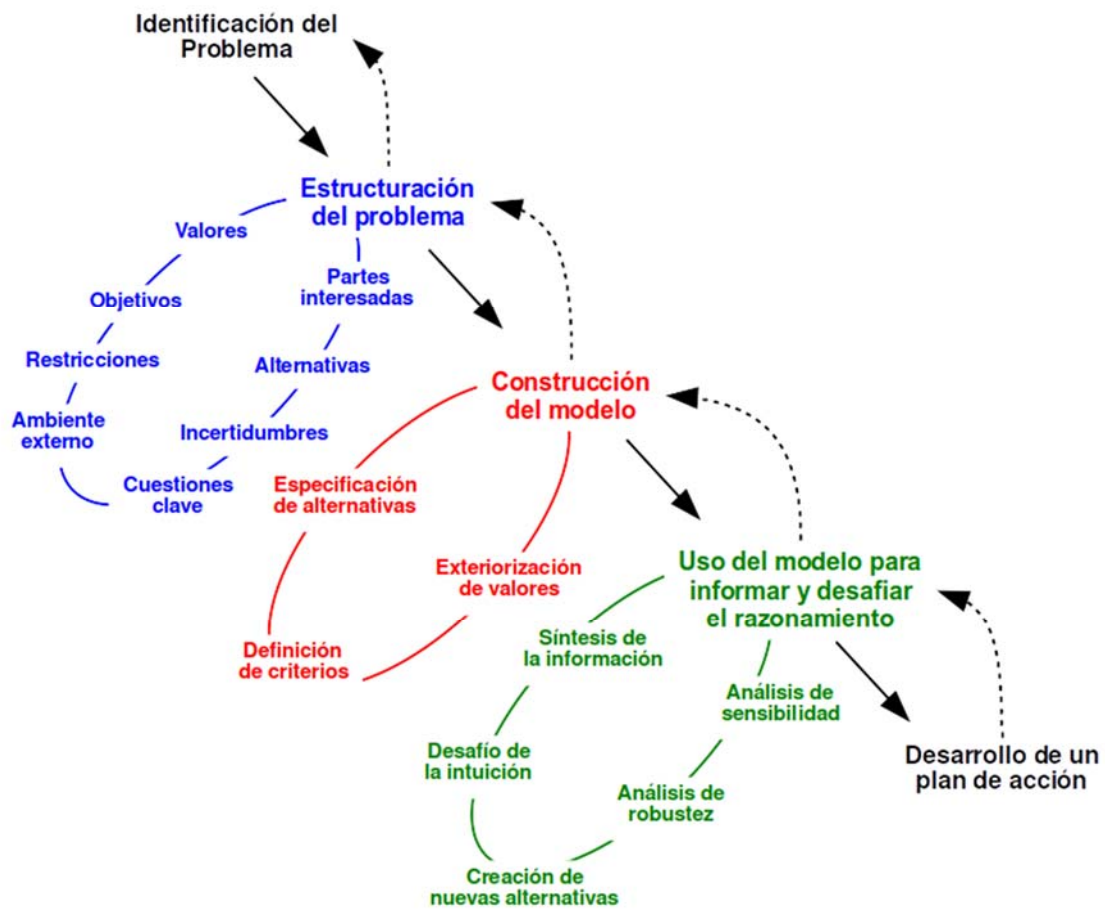 Identificación del
Problema
Estructuración
del problema
Valores
Objetivos
Restricciones
Ambiente
externo
Cuestiones
clave
Incertidumbres
Alternativas
Partes
interesadas
Construcción
del modelo
Especificación
de alternativas
Definición
de criterios
Exteriorización
de valores
Uso del modelo para
informar y desafiar
el razonamiento
Síntesis de
la información
Desafío de
la intuición
Creación de
nuevas alternativas
Análisis de
robustez
Análisis de
sensibilidad
Desarrollo de un
plan de acción